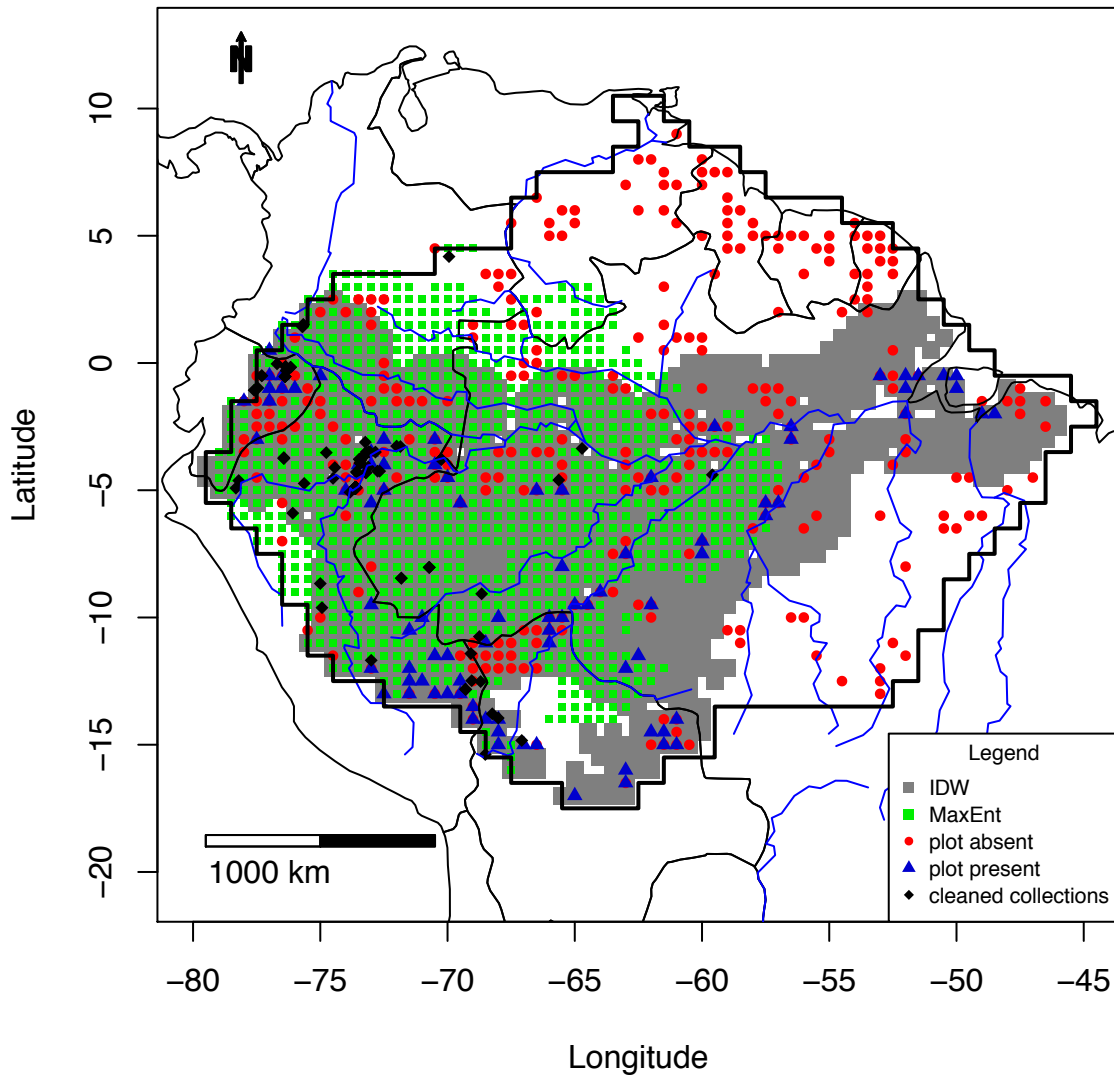 N
10
5
0
−5
−10
−15
−20
Latitude
1000 km
Legend
IDW
MaxEnt
plot absent
plot present
cleaned collections
−80
−75
−70
−65
−60
−55
−50
−45
Longitude